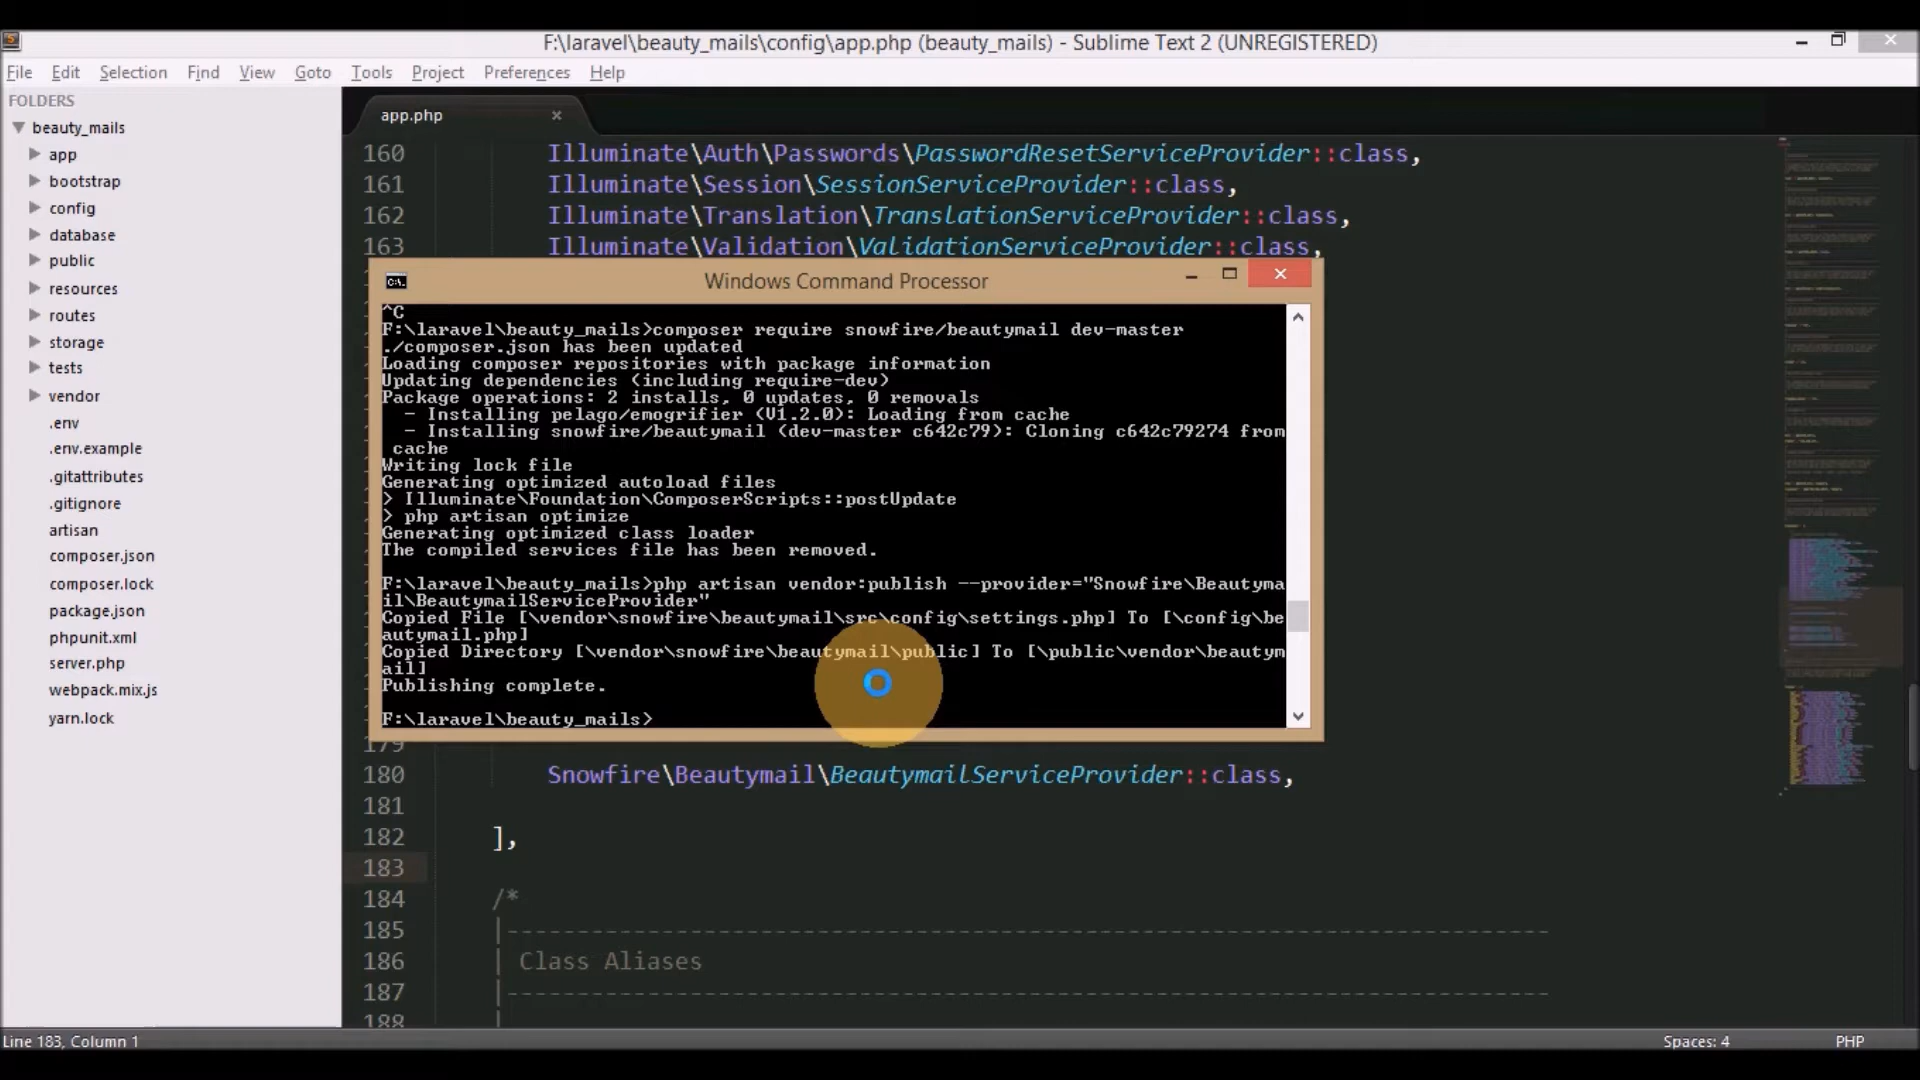 F:\laravel\beauty_mails\config\app.php (beauty_mails) - Sublime Text 2 (UNREGISTERED)
File Edit Selection Find View Goto Tools Project Preferences Help
FOLDERS
beauty_mails
app
bootstrap
config
database
public
resources
routes
storage
tests
vendor
.env
.env.example
.gitattributes
.gitignore
artisan
composer.json
composer.lock
package.json
phpunit.xml
server.php
webpack.mix.js
yarn.lock
app.php
160 Illuminate\Auth\Passwords\PasswordResetServiceProvider::class,
161 Illuminate\Session\SessionServiceProvider::class,
162 Illuminate\Translation\TranslationServiceProvider::class,
163 Illuminate\Validation\ValidationServiceProvider::class,
Windows Command Processor
^C
F:\laravel\beauty_mails>composer require snowfire/beautymail dev-master
./composer.json has been updated
Loading composer repositories with package information
Updating dependencies (including require-dev)
Package operations: 2 installs, 0 updates, 0 removals
- Installing pelago/emogrifier (V1.2.0): Loading from cache
- Installing snowfire/beautymail (dev-master c642c79): Cloning c642c79274 from
cache
Writing lock file
Generating optimized autoload files
> Illuminate\Foundation\ComposerScripts::postUpdate
> php artisan optimize
Generating optimized class loader
The compiled services file has been removed.
F:\laravel\beauty_mails>php artisan vendor:publish --provider="Snowfire\Beautyma
il\BeautymailServiceProvider"
Copied File [\vendor\snowfire\beautymail\src\config\settings.php] To [\config\be
autymail.php]
Copied Directory [\vendor\snowfire\beautymail\public] To [\public\vendor\beautym
ail]
Publishing complete.
F:\laravel\beauty_mails>
179
180 Snowfire\Beautymail\BeautymailServiceProvider::class,
181
182 ],
183
184 /*
185 |--------------------------------------------------------------------------
186 | Class Aliases
187 |--------------------------------------------------------------------------
188 |
Line 183, Column 1
Spaces: 4
PHP